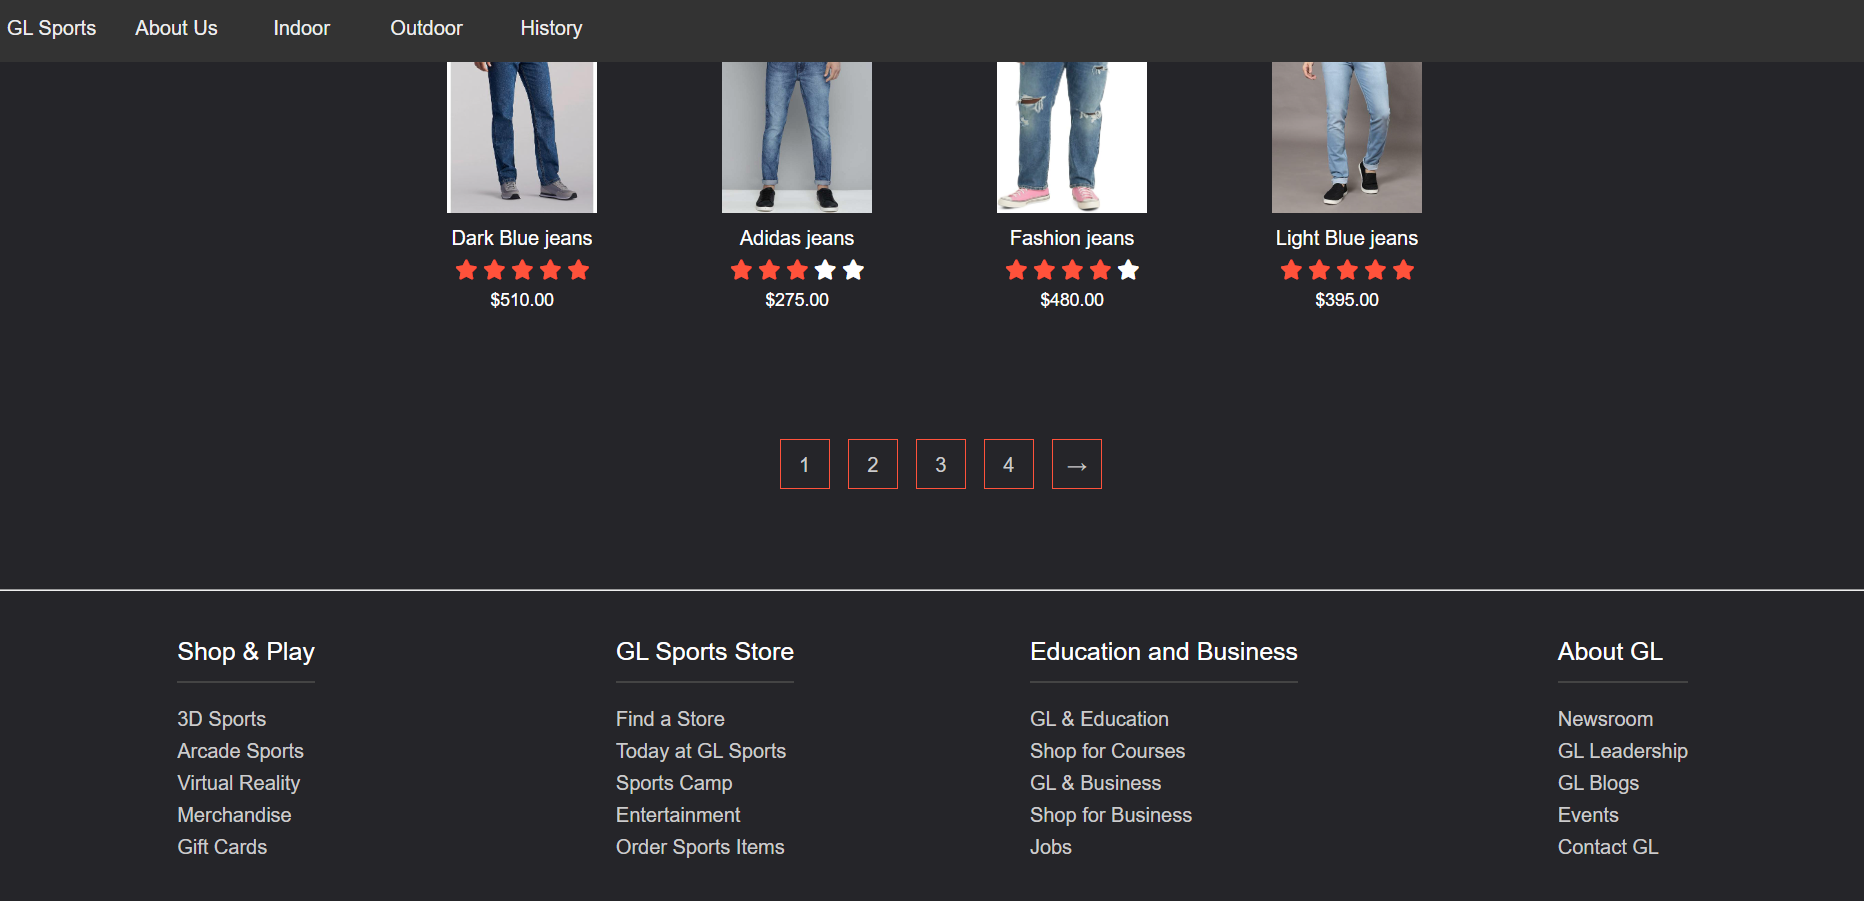 GL Sports About Us Indoor Outdoor History
Dark Blue jeans
$510.00
Adidas jeans
$275.00
Fashion jeans
$480.00
Light Blue jeans
$395.00
1 2 3 4 →
Shop & Play
3D Sports
Arcade Sports
Virtual Reality
Merchandise
Gift Cards
GL Sports Store
Find a Store
Today at GL Sports
Sports Camp
Entertainment
Order Sports Items
Education and Business
GL & Education
Shop for Courses
GL & Business
Shop for Business
Jobs
About GL
Newsroom
GL Leadership
GL Blogs
Events
Contact GL